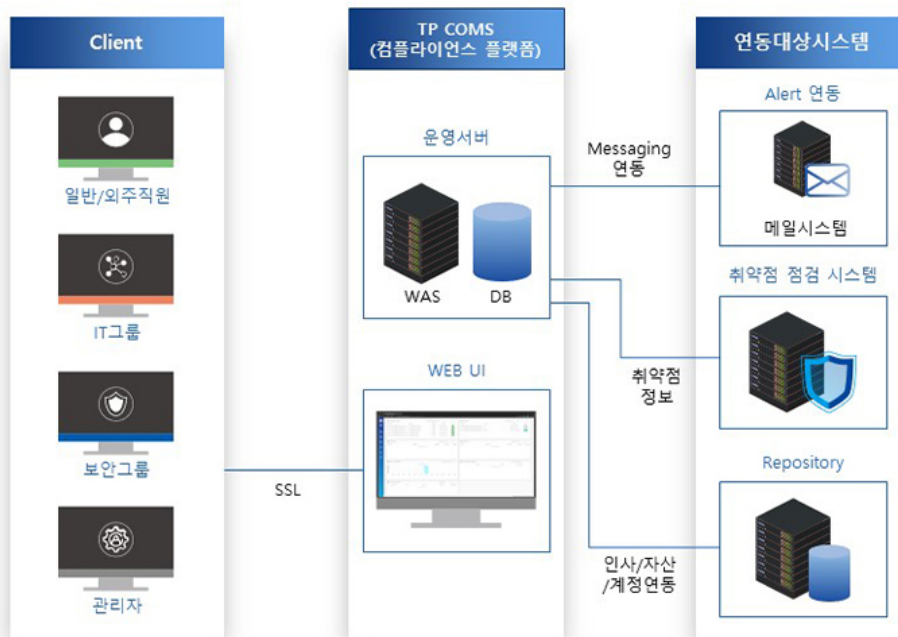 Client
일반/외주직원
IT그룹
보안그룹
관리자
SSL
TP COMS
(컴플라이언스 플랫폼)
운영서버
WAS
DB
WEB UI
Messaging
연동
취약점
정보
인사/자산
/계정연동
연동대상시스템
Alert 연동
메일시스템
취약점 점검 시스템
Repository